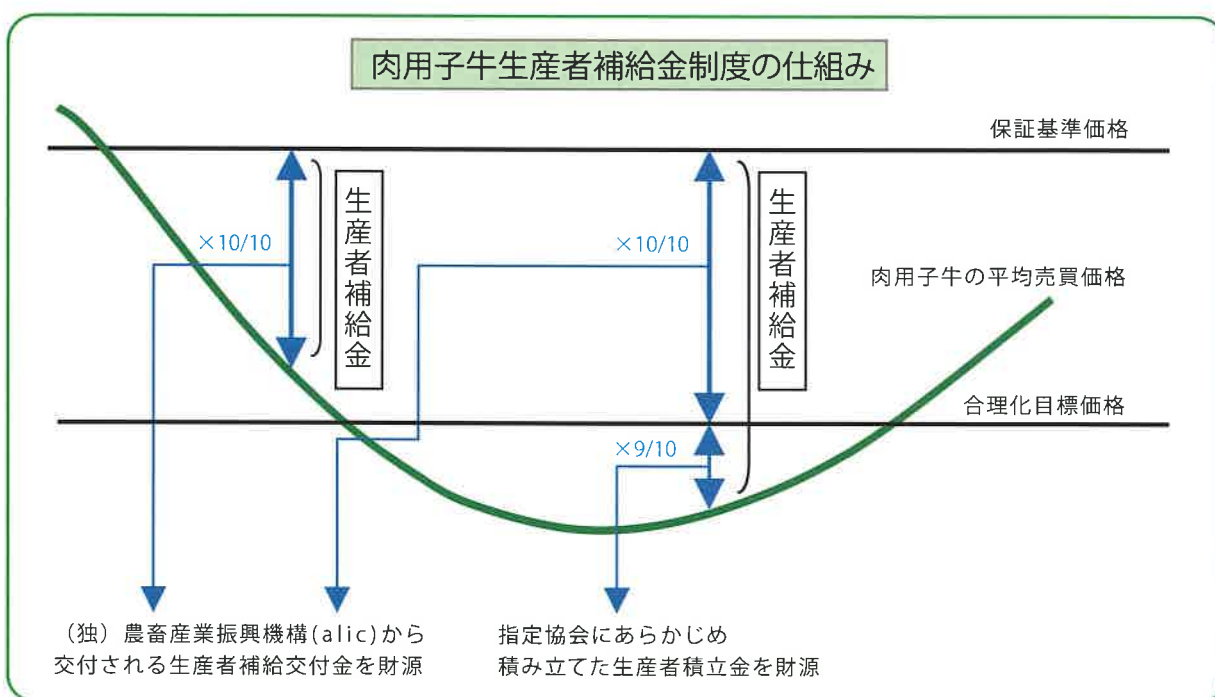 肉用子牛生産者補給金制度の仕組み
保証基準価格
生産者補給金
×10/10
生産者補給金
×10/10
肉用子牛の平均売買価格
合理化目標価格
×9/10
（独）農畜産業振興機構(alic)から
交付される生産者補給交付金を財源
指定協会にあらかじめ
積み立てた生産者積立金を財源